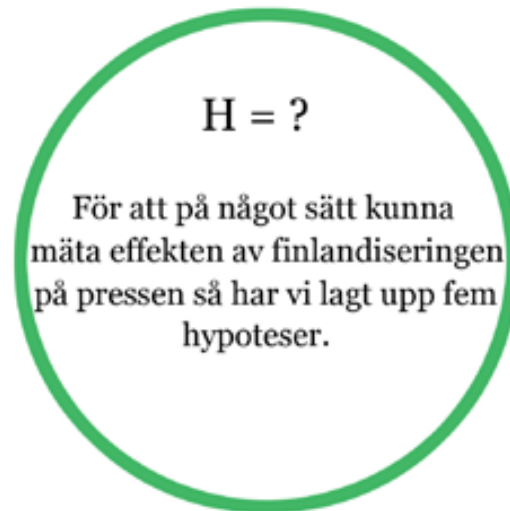 H = ?
För att på något sätt kunna
mäta effekten av finlandiseringen
på pressen så har vi lagt upp fem
hypoteser.